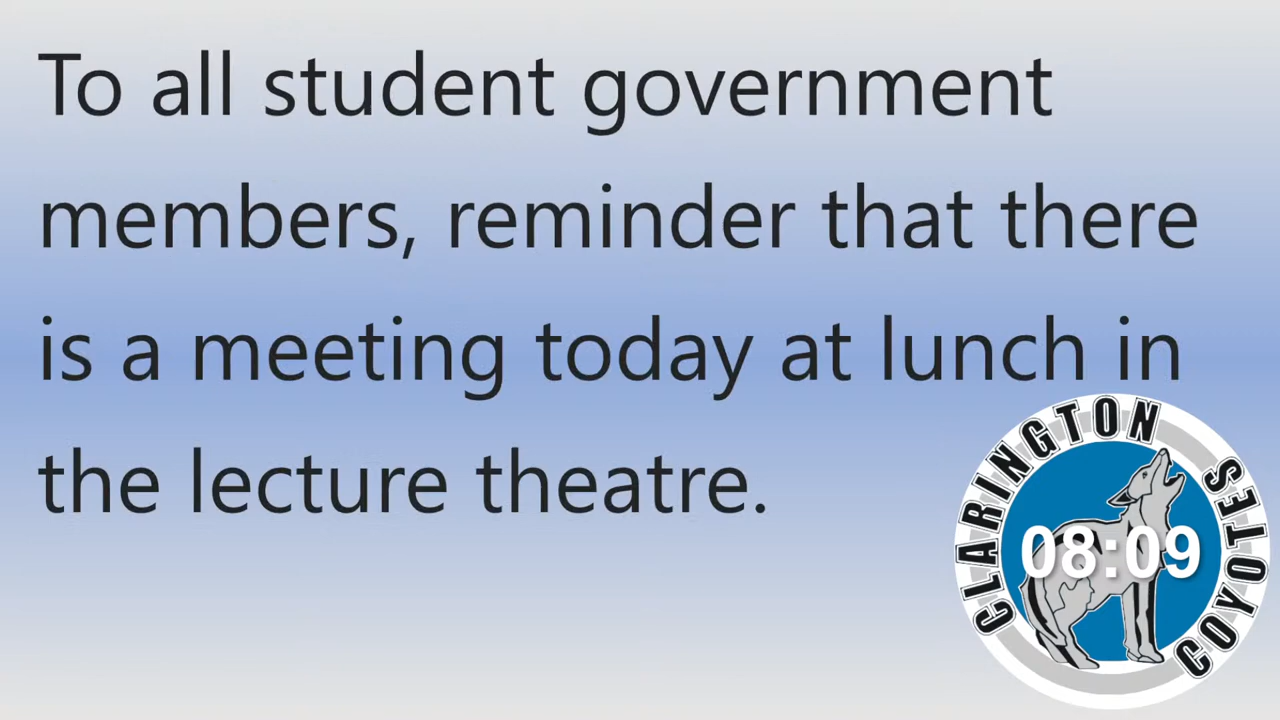 To all student government
members, reminder that there
is a meeting today at lunch in
the lecture theatre.
CLARINGTON
COYOTES
08:09